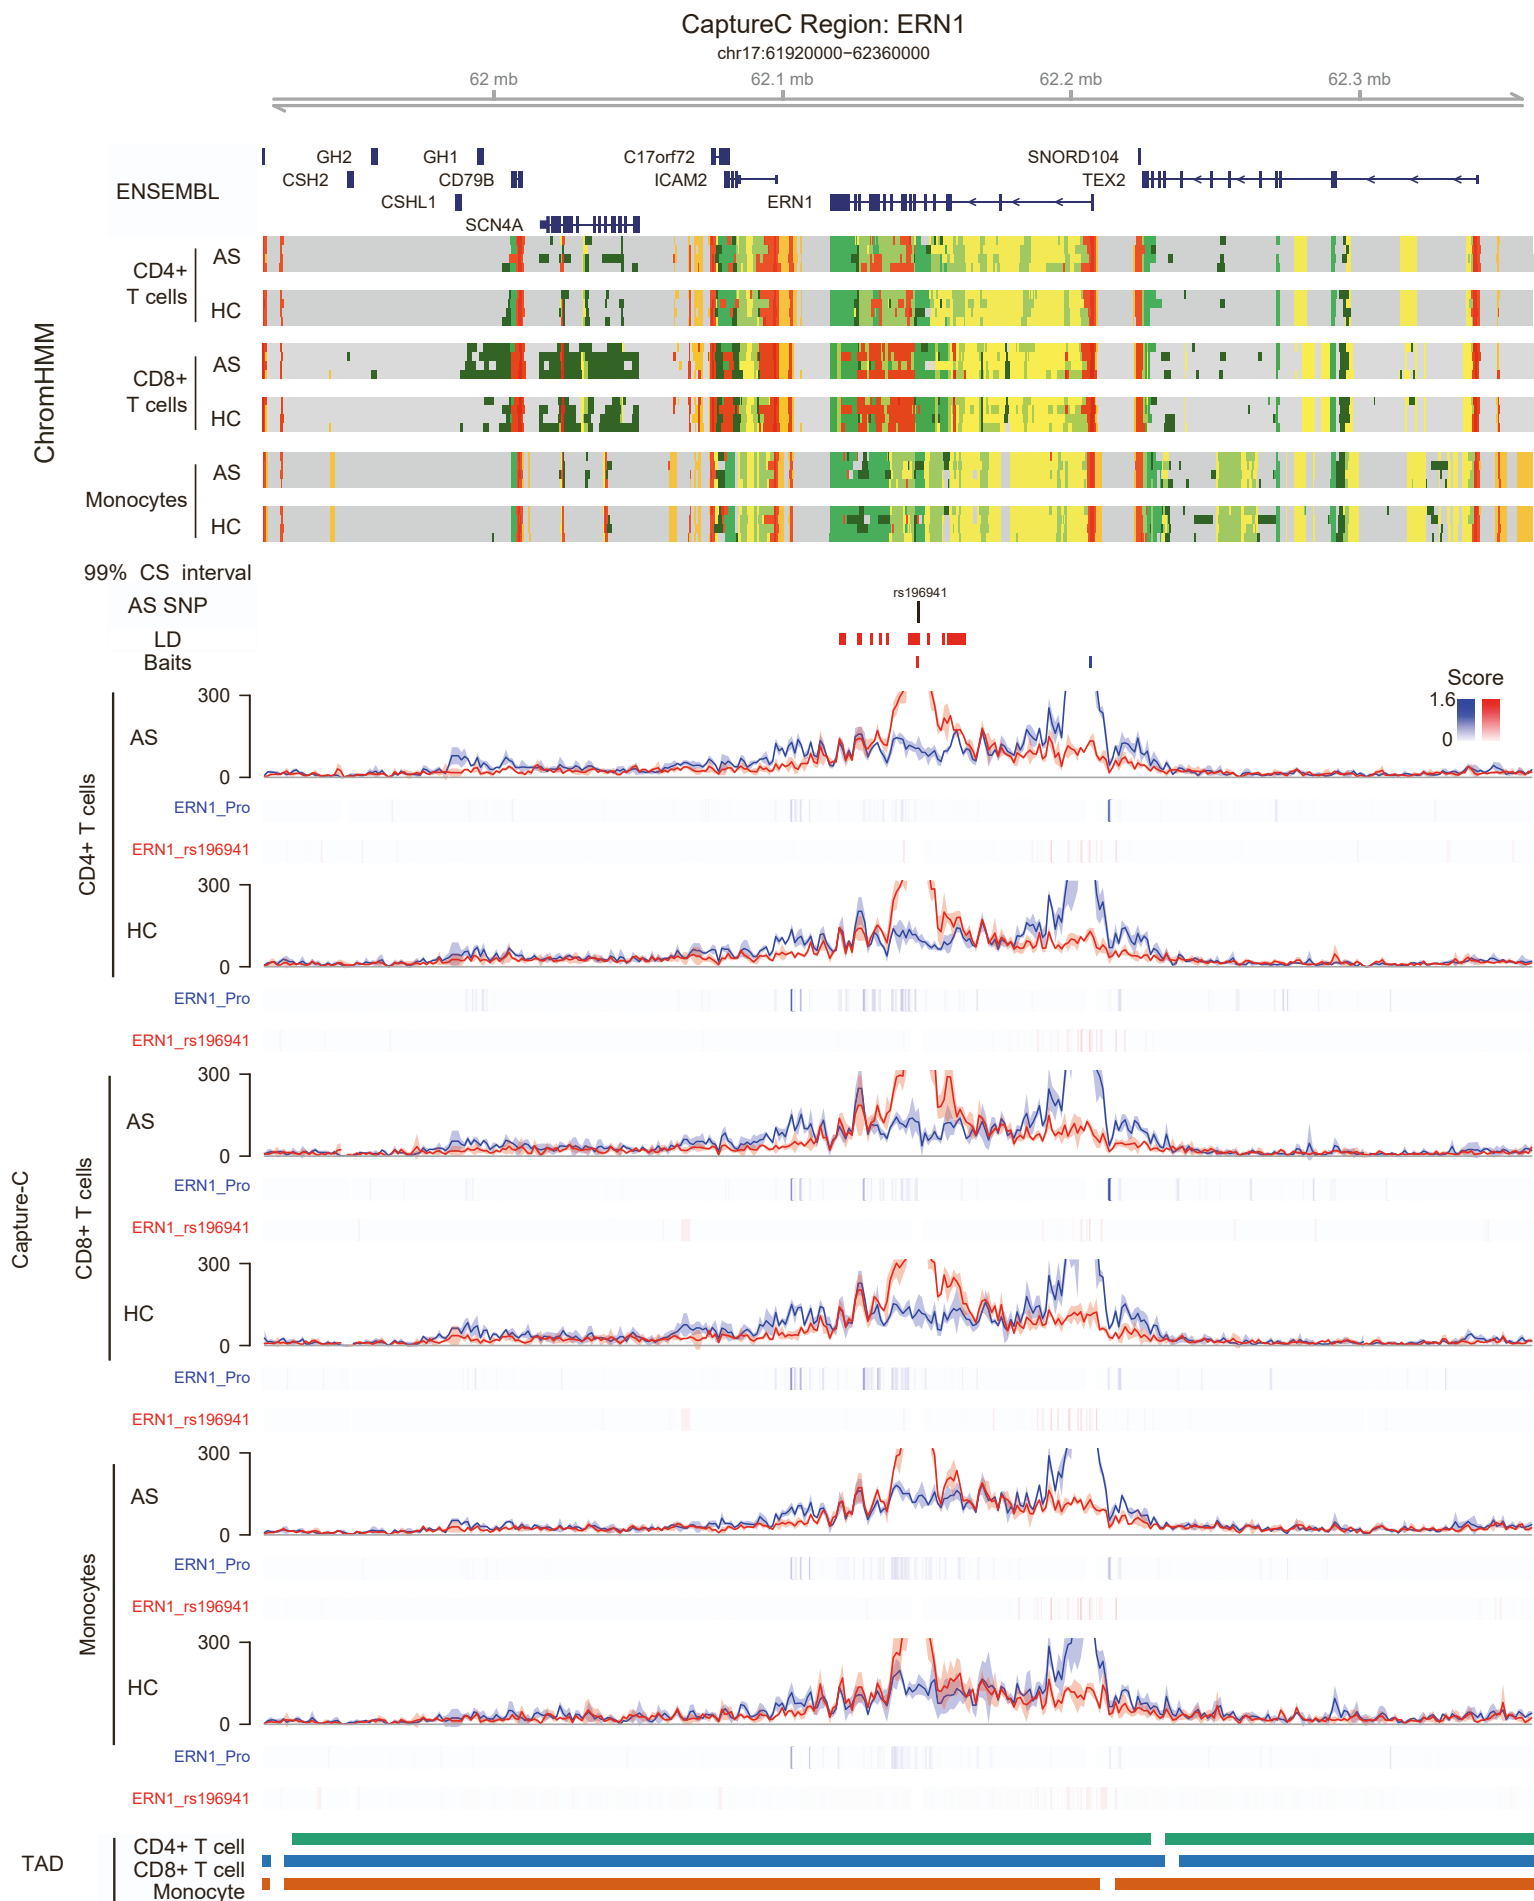 CaptureC Region: ERN1
chr17:61920000−62360000
62 mb 62.1 mb 62.2 mb 62.3 mb
ENSEMBL
GH2 GH1 C17orf72 SNORD104
CSH2 CD79B ICAM2 TEX2
CSHL1 ERN1
SCN4A
ChromHMM
CD4+ T cells
AS
HC
CD8+ T cells
AS
HC
Monocytes
AS
HC
99% CS interval
AS SNP
rs196941
LD
Baits
Score
1.6
0
Capture-C
CD4+ T cells
300
AS
0
ERN1_Pro
ERN1_rs196941
300
HC
0
ERN1_Pro
ERN1_rs196941
CD8+ T cells
300
AS
0
ERN1_Pro
ERN1_rs196941
300
HC
0
ERN1_Pro
ERN1_rs196941
Monocytes
300
AS
0
ERN1_Pro
ERN1_rs196941
300
HC
0
ERN1_Pro
ERN1_rs196941
TAD
CD4+ T cell
CD8+ T cell
Monocyte